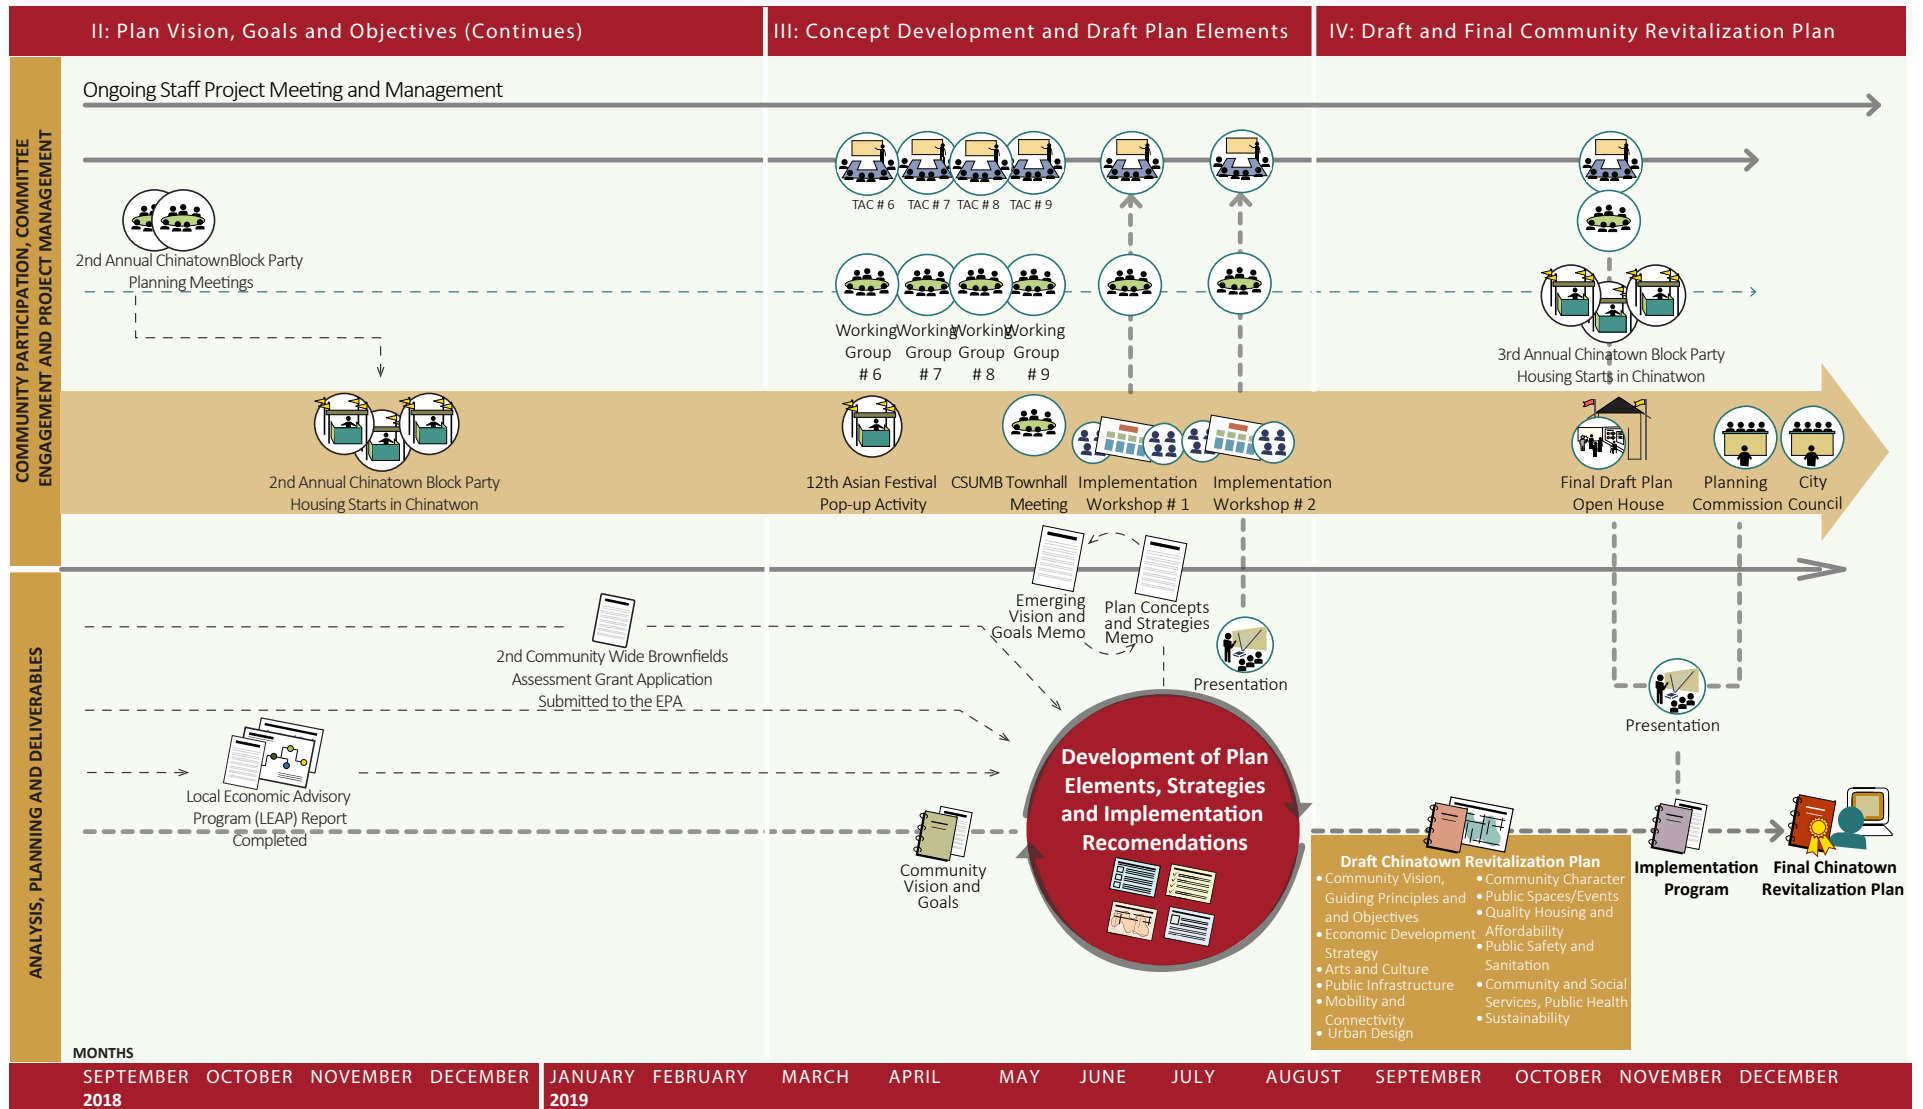 II: Plan Vision, Goals and Objectives (Continues)
III: Concept Development and Draft Plan Elements
IV: Draft and Final Community Revitalization Plan
COMMUNITY PARTICIPATION, COMMITTEE
ENGAGEMENT AND PROJECT MANAGEMENT
Ongoing Staff Project Meeting and Management
TAC # 6
TAC # 7
TAC # 8
TAC # 9
2nd Annual ChinatownBlock Party
Planning Meetings
Working
Group
# 6
Working
Group
# 7
Working
Group
# 8
Working
Group
# 9
3rd Annual Chinatown Block Party
Housing Starts in Chinatwon
2nd Annual Chinatown Block Party
Housing Starts in Chinatwon
12th Asian Festival
Pop-up Activity
CSUMB Townhall
Meeting
Implementation
Workshop # 1
Implementation
Workshop # 2
Final Draft Plan
Open House
Planning
Commission
City
Council
ANALYSIS, PLANNING AND DELIVERABLES
Emerging
Vision and
Goals Memo
Plan Concepts
and Strategies
Memo
2nd Community Wide Brownfields
Assessment Grant Application
Submitted to the EPA
Presentation
Presentation
Local Economic Advisory
Program (LEAP) Report
Completed
Community
Vision and
Goals
Development of Plan
Elements, Strategies
and Implementation
Recomendations
Draft Chinatown Revitalization Plan
• Community Vision,
Guiding Principles and
and Objectives
• Economic Development
Strategy
• Arts and Culture
• Public Infrastructure
• Mobility and
Connectivity
• Urban Design
• Community Character
• Public Spaces/Events
• Quality Housing and
Affordability
• Public Safety and
Sanitation
• Community and Social
Services, Public Health
• Sustainability
Implementation
Program
Final Chinatown
Revitalization Plan
MONTHS
SEPTEMBER OCTOBER NOVEMBER DECEMBER JANUARY FEBRUARY MARCH APRIL MAY JUNE JULY AUGUST SEPTEMBER OCTOBER NOVEMBER DECEMBER
2018 2019